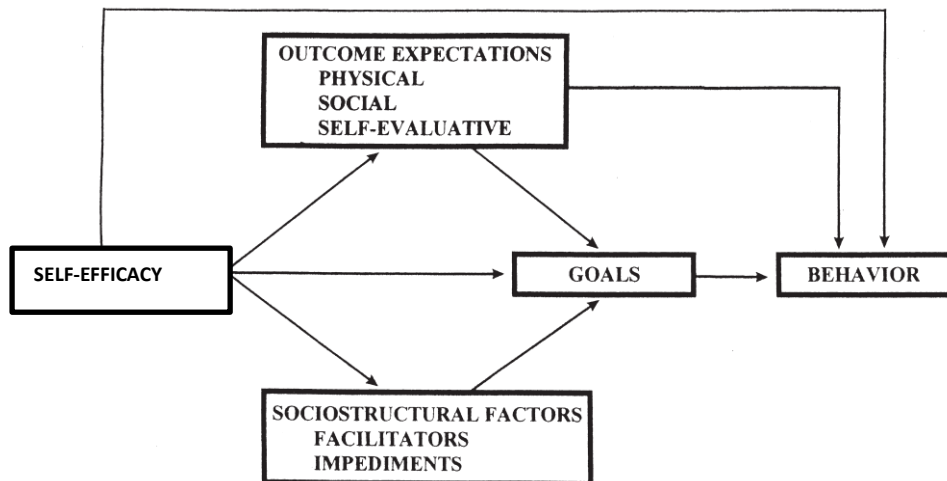 OUTCOME EXPECTATIONS
PHYSICAL
SOCIAL
SELF-EVALUATIVE
SELF-EFFICACY
GOALS
BEHAVIOR
SOCIOSTRUCTURAL FACTORS
FACILITATORS
IMPEDIMENTS